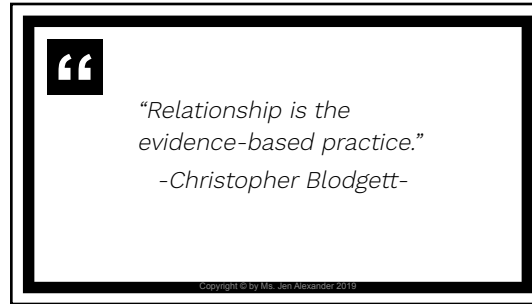 “Relationship is the
evidence-based practice.”
-Christopher Blodgett-
Copyright © by Ms. Jen Alexander 2019